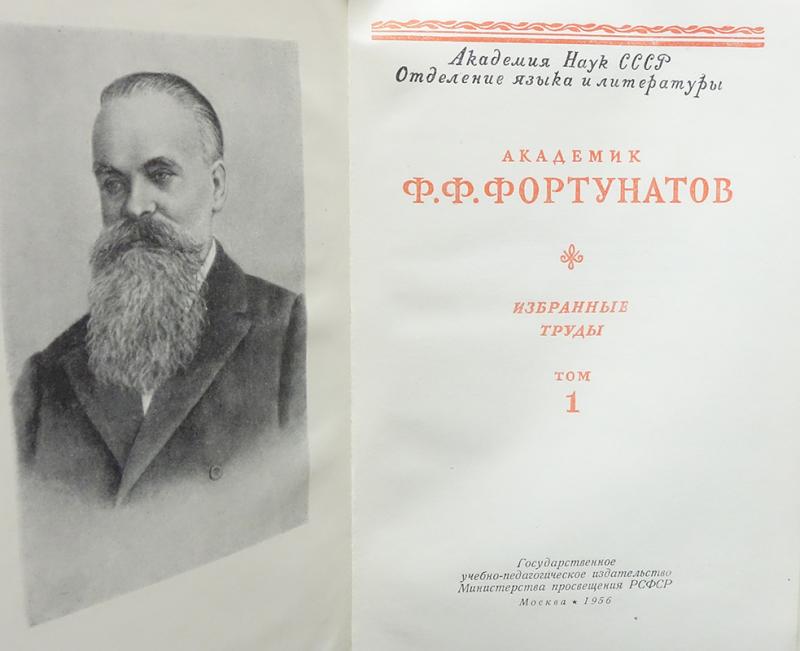 Академия Наук СССР
Отделение языка и литературы
АКАДЕМИК
Ф.Ф.ФОРТУНАТОВ
ИЗБРАННЫЕ
ТРУДЫ
ТОМ
1
Государственное
учебно-педагогическое издательство
Министерства просвещения РСФСР
Москва ★ 1956